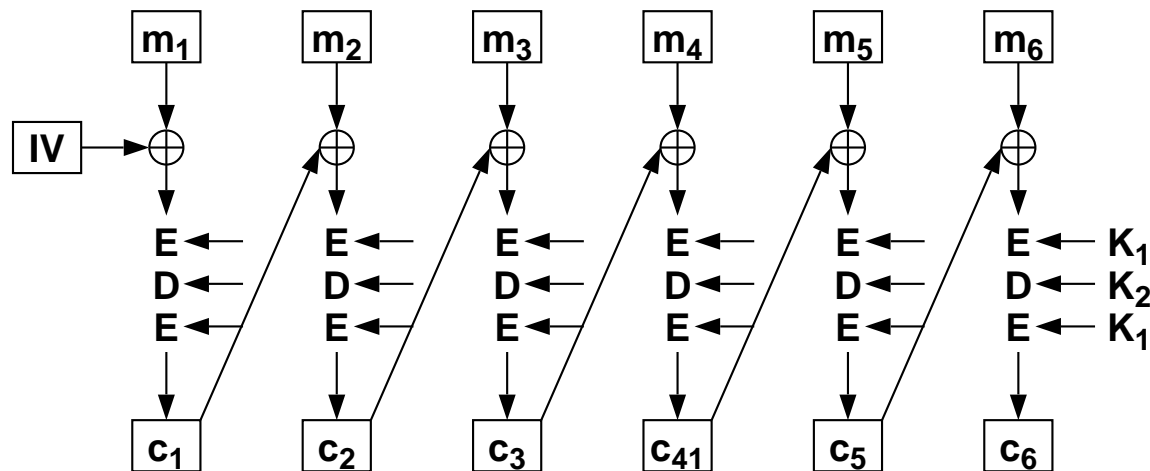 m1 m2 m3 m4 m5 m6
IV
E E E E E E K1
D D D D D D K2
E E E E E E K1
c1 c2 c3 c41 c5 c6